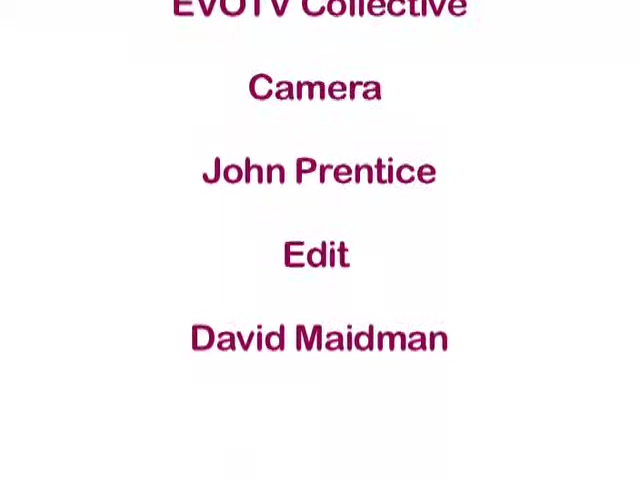 EVOTV Collective
Camera
John Prentice
Edit
David Maidman